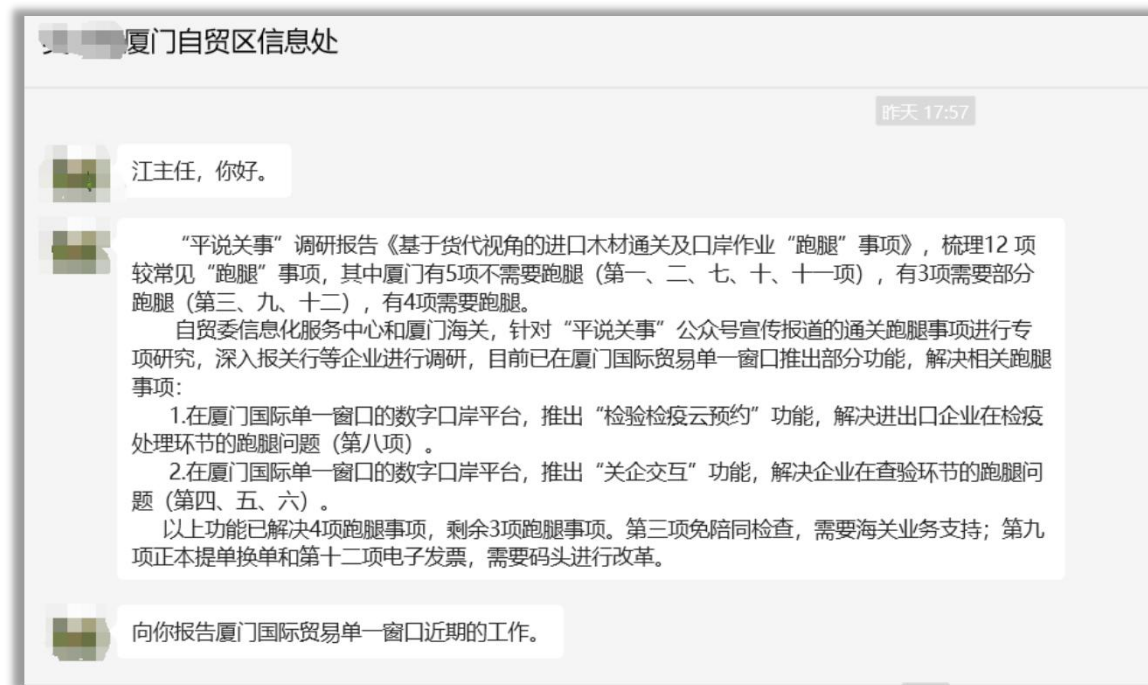 厦门自贸区信息处
昨天 17:57
江主任，你好。
“平说关事”调研报告《基于货代视角的进口木材通关及口岸作业“跑腿”事项》，梳理12 项
较常见“跑腿”事项，其中厦门有5项不需要跑腿（第一、二、七、十、十一项），有3项需要部分
跑腿（第三、九、十二），有4项需要跑腿。
自贸委信息化服务中心和厦门海关，针对“平说关事”公众号宣传报道的通关跑腿事项进行专
项研究，深入报关行等企业进行调研，目前已在厦门国际贸易单一窗口推出部分功能，解决相关跑腿
事项：
1.在厦门国际单一窗口的数字口岸平台，推出“检验检疫云预约”功能，解决进出口企业在检疫
处理环节的跑腿问题（第八项）。
2.在厦门国际单一窗口的数字口岸平台，推出“关企交互”功能，解决企业在查验环节的跑腿问
题（第四、五、六）。
以上功能已解决4项跑腿事项，剩余3项跑腿事项。第三项免陪同检查，需要海关业务支持；第九
项正本提单换单和第十二项电子发票，需要码头进行改革。
向你报告厦门国际贸易单一窗口近期的工作。